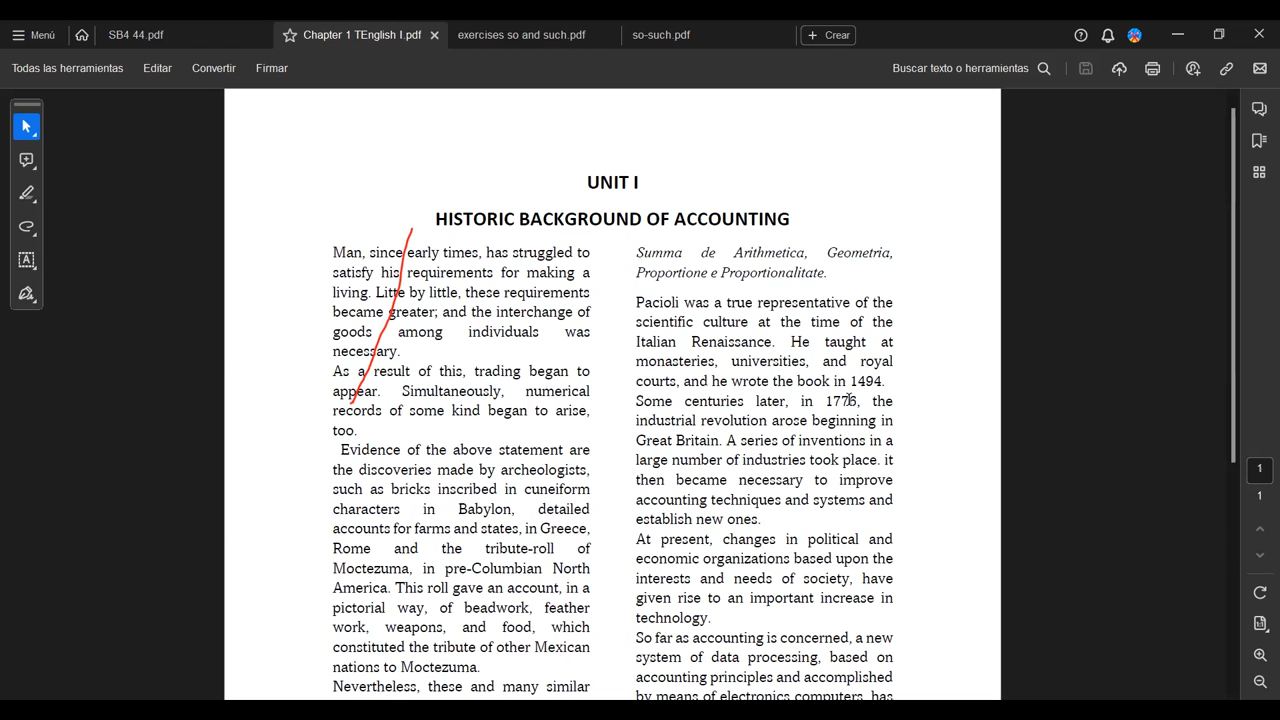 Menú
SB4 44.pdf
Chapter 1 TEnglish I.pdf
exercises so and such.pdf
so-such.pdf
Crear
Todas las herramientas
Editar
Convertir
Firmar
Buscar texto o herramientas
UNIT I
HISTORIC BACKGROUND OF ACCOUNTING
Man, since early times, has struggled to
satisfy his requirements for making a
living. Litte by little, these requirements
became greater; and the interchange of
goods among individuals was
necessary.
As a result of this, trading began to
appear. Simultaneously, numerical
records of some kind began to arise,
too.
Evidence of the above statement are
the discoveries made by archeologists,
such as bricks inscribed in cuneiform
characters in Babylon, detailed
accounts for farms and states, in Greece,
Rome and the tribute-roll of
Moctezuma, in pre-Columbian North
America. This roll gave an account, in a
pictorial way, of beadwork, feather
work, weapons, and food, which
constituted the tribute of other Mexican
nations to Moctezuma.
Nevertheless, these and many similar
Summa de Arithmetica, Geometria,
Proportione e Proportionalitate.
Pacioli was a true representative of the
scientific culture at the time of the
Italian Renaissance. He taught at
monasteries, universities, and royal
courts, and he wrote the book in 1494.
Some centuries later, in 1776, the
industrial revolution arose beginning in
Great Britain. A series of inventions in a
large number of industries took place. it
then became necessary to improve
accounting techniques and systems and
establish new ones.
At present, changes in political and
economic organizations based upon the
interests and needs of society, have
given rise to an important increase in
technology.
So far as accounting is concerned, a new
system of data processing, based on
accounting principles and accomplished
by means of electronics computers, has
1
1